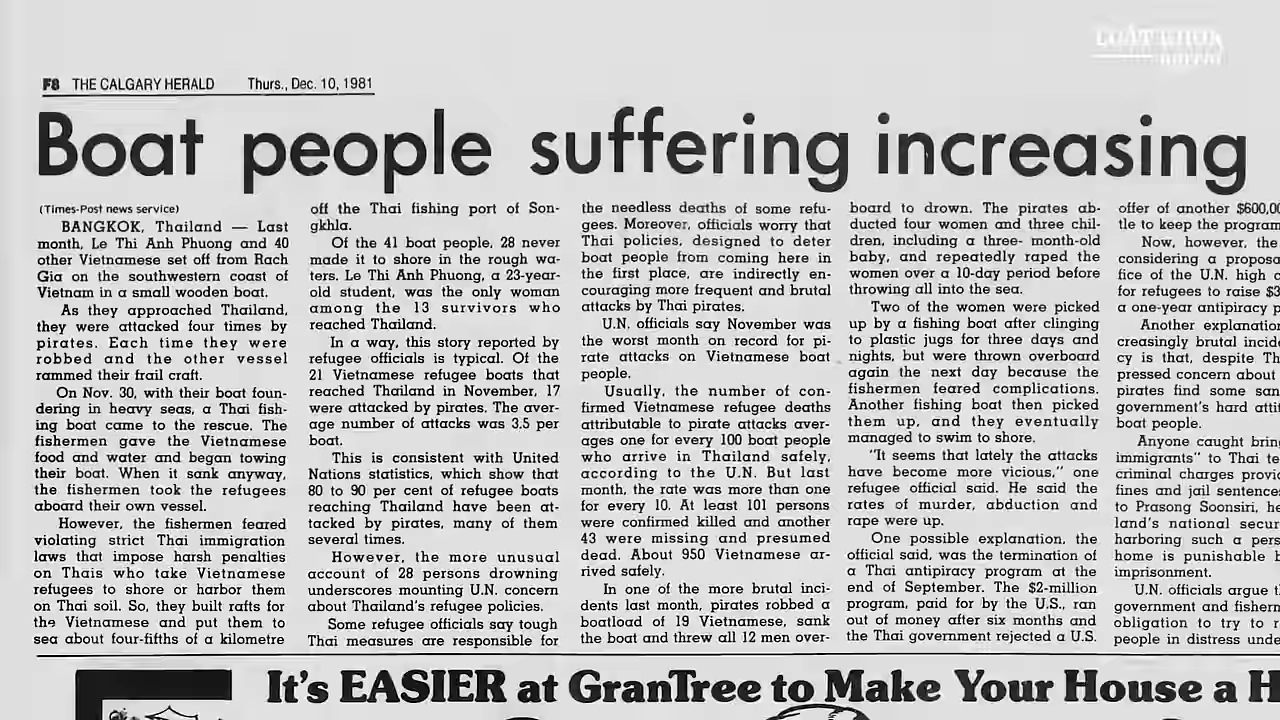 F8 THE CALGARY HERALD Thurs., Dec. 10, 1981
Boat people suffering increasing
(Times-Post news service)
BANGKOK, Thailand — Last
month, Le Thi Anh Phuong and 40
other Vietnamese set off from Rach
Gia on the southwestern coast of
Vietnam in a small wooden boat.
As they approached Thailand,
they were attacked four times by
pirates. Each time they were
robbed and the other vessel
rammed their frail craft.
On Nov. 30, with their boat foun-
dering in heavy seas, a Thai fish-
ing boat came to the rescue. The
fishermen gave the Vietnamese
food and water and began towing
their boat. When it sank anyway,
the fishermen took the refugees
aboard their own vessel.
However, the fishermen feared
violating strict Thai immigration
laws that impose harsh penalties
on Thais who take Vietnamese
refugees to shore or harbor them
on Thai soil. So, they built rafts for
the Vietnamese and put them to
sea about four-fifths of a kilometre
off the Thai fishing port of Son-
gkhla.
Of the 41 boat people, 28 never
made it to shore in the rough wa-
ters. Le Thi Anh Phuong, a 23-year-
old student, was the only woman
among the 13 survivors who
reached Thailand.
In a way, this story reported by
refugee officials is typical. Of the
21 Vietnamese refugee boats that
reached Thailand in November, 17
were attacked by pirates. The aver-
age number of attacks was 3.5 per
boat.
This is consistent with United
Nations statistics, which show that
80 to 90 per cent of refugee boats
reaching Thailand have been at-
tacked by pirates, many of them
several times.
However, the more unusual
account of 28 persons drowning
underscores mounting U.N. concern
about Thailand's refugee policies.
Some refugee officials say tough
Thai measures are responsible for
the needless deaths of some refu-
gees. Moreover, officials worry that
Thai policies, designed to deter
boat people from coming here in
the first place, are indirectly en-
couraging more frequent and brutal
attacks by Thai pirates.
U.N. officials say November was
the worst month on record for pi-
rate attacks on Vietnamese boat
people.
Usually, the number of con-
firmed Vietnamese refugee deaths
attributable to pirate attacks aver-
ages one for every 100 boat people
who arrive in Thailand safely,
according to the U.N. But last
month, the rate was more than one
for every 10. At least 101 persons
were confirmed killed and another
43 were missing and presumed
dead. About 950 Vietnamese ar-
rived safely.
In one of the more brutal inci-
dents last month, pirates robbed a
boatload of 19 Vietnamese, sank
the boat and threw all 12 men over-
board to drown. The pirates ab-
ducted four women and three chil-
dren, including a three- month-old
baby, and repeatedly raped the
women over a 10-day period before
throwing all into the sea.
Two of the women were picked
up by a fishing boat after clinging
to plastic jugs for three days and
nights, but were thrown overboard
again the next day because the
fishermen feared complications.
Another fishing boat then picked
them up, and they eventually
managed to swim to shore.
"It seems that lately the attacks
have become more vicious," one
refugee official said. He said the
rates of murder, abduction and
rape were up.
One possible explanation, the
official said, was the termination of
a Thai antipiracy program at the
end of September. The $2-million
program, paid for by the U.S., ran
out of money after six months and
the Thai government rejected a U.S.
offer of another $600,00
tle to keep the program
Now, however, the
considering a proposa
fice of the U.N. high c
for refugees to raise $3
a one-year antipiracy p
Another explanation
creasingly brutal incide
cy is that, despite Th
pressed concern about
pirates find some san
government's hard atti
boat people.
Anyone caught bring
immigrants" to Thai te
criminal charges provid
fines and jail sentence
to Prasong Soonsiri, he
land's national secur
harboring such a pers
home is punishable b
imprisonment.
U.N. officials argue t
government and fishern
obligation to try to r
people in distress unde
It's EASIER at GranTree to Make Your House a H